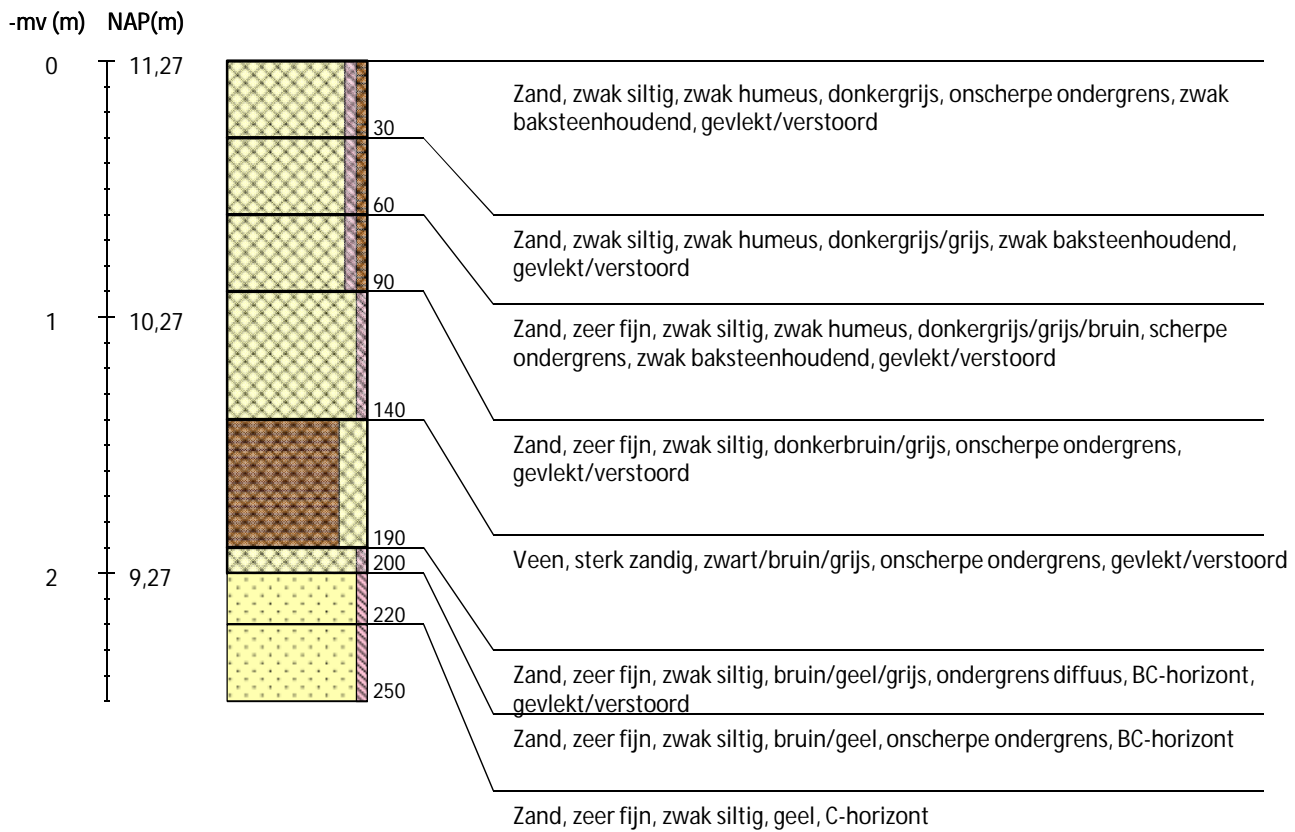 -mv (m) NAP(m)
0 11,27
Zand, zwak siltig, zwak humeus, donkergrijs, onscherpe ondergrens, zwak
baksteenhoudend, gevlekt/verstoord
30
60
Zand, zwak siltig, zwak humeus, donkergrijs/grijs, zwak baksteenhoudend,
gevlekt/verstoord
90
1 10,27
Zand, zeer fijn, zwak siltig, zwak humeus, donkergrijs/grijs/bruin, scherpe
ondergrens, zwak baksteenhoudend, gevlekt/verstoord
140
Zand, zeer fijn, zwak siltig, donkerbruin/grijs, onscherpe ondergrens,
gevlekt/verstoord
190
Veen, sterk zandig, zwart/bruin/grijs, onscherpe ondergrens, gevlekt/verstoord
200
2 9,27
220
Zand, zeer fijn, zwak siltig, bruin/geel/grijs, ondergrens diffuus, BC-horizont,
gevlekt/verstoord
250
Zand, zeer fijn, zwak siltig, bruin/geel, onscherpe ondergrens, BC-horizont
Zand, zeer fijn, zwak siltig, geel, C-horizont